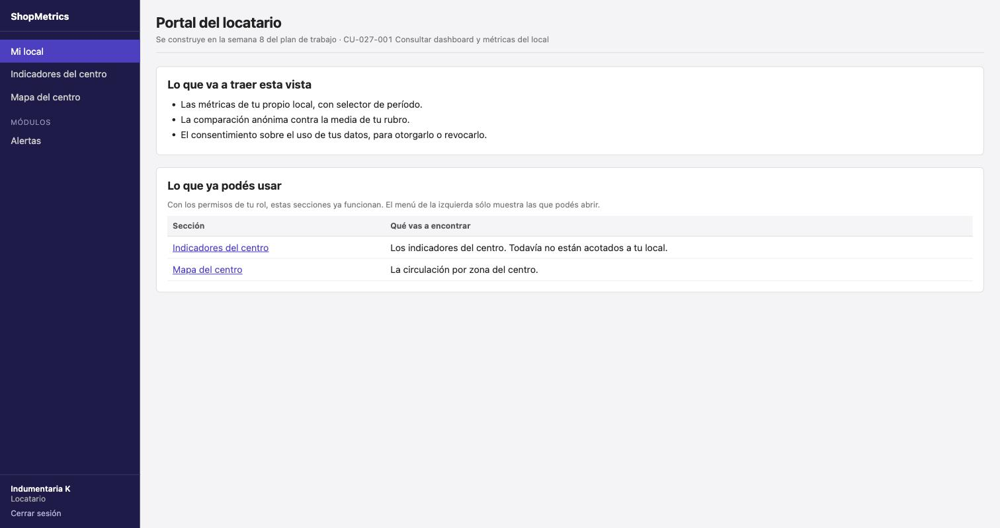 ShopMetrics
Mi local
Indicadores del centro
Mapa del centro
MÓDULOS
Alertas
Indumentaria K
Locatario
Cerrar sesión
Portal del locatario
Se construye en la semana 8 del plan de trabajo · CU-027-001 Consultar dashboard y métricas del local
Lo que va a traer esta vista
• Las métricas de tu propio local, con selector de período.
• La comparación anónima contra la media de tu rubro.
• El consentimiento sobre el uso de tus datos, para otorgarlo o revocarlo.
Lo que ya podés usar
Con los permisos de tu rol, estas secciones ya funcionan. El menú de la izquierda sólo muestra las que podés abrir.
Sección Qué vas a encontrar
Indicadores del centro Los indicadores del centro. Todavía no están acotados a tu local.
Mapa del centro La circulación por zona del centro.